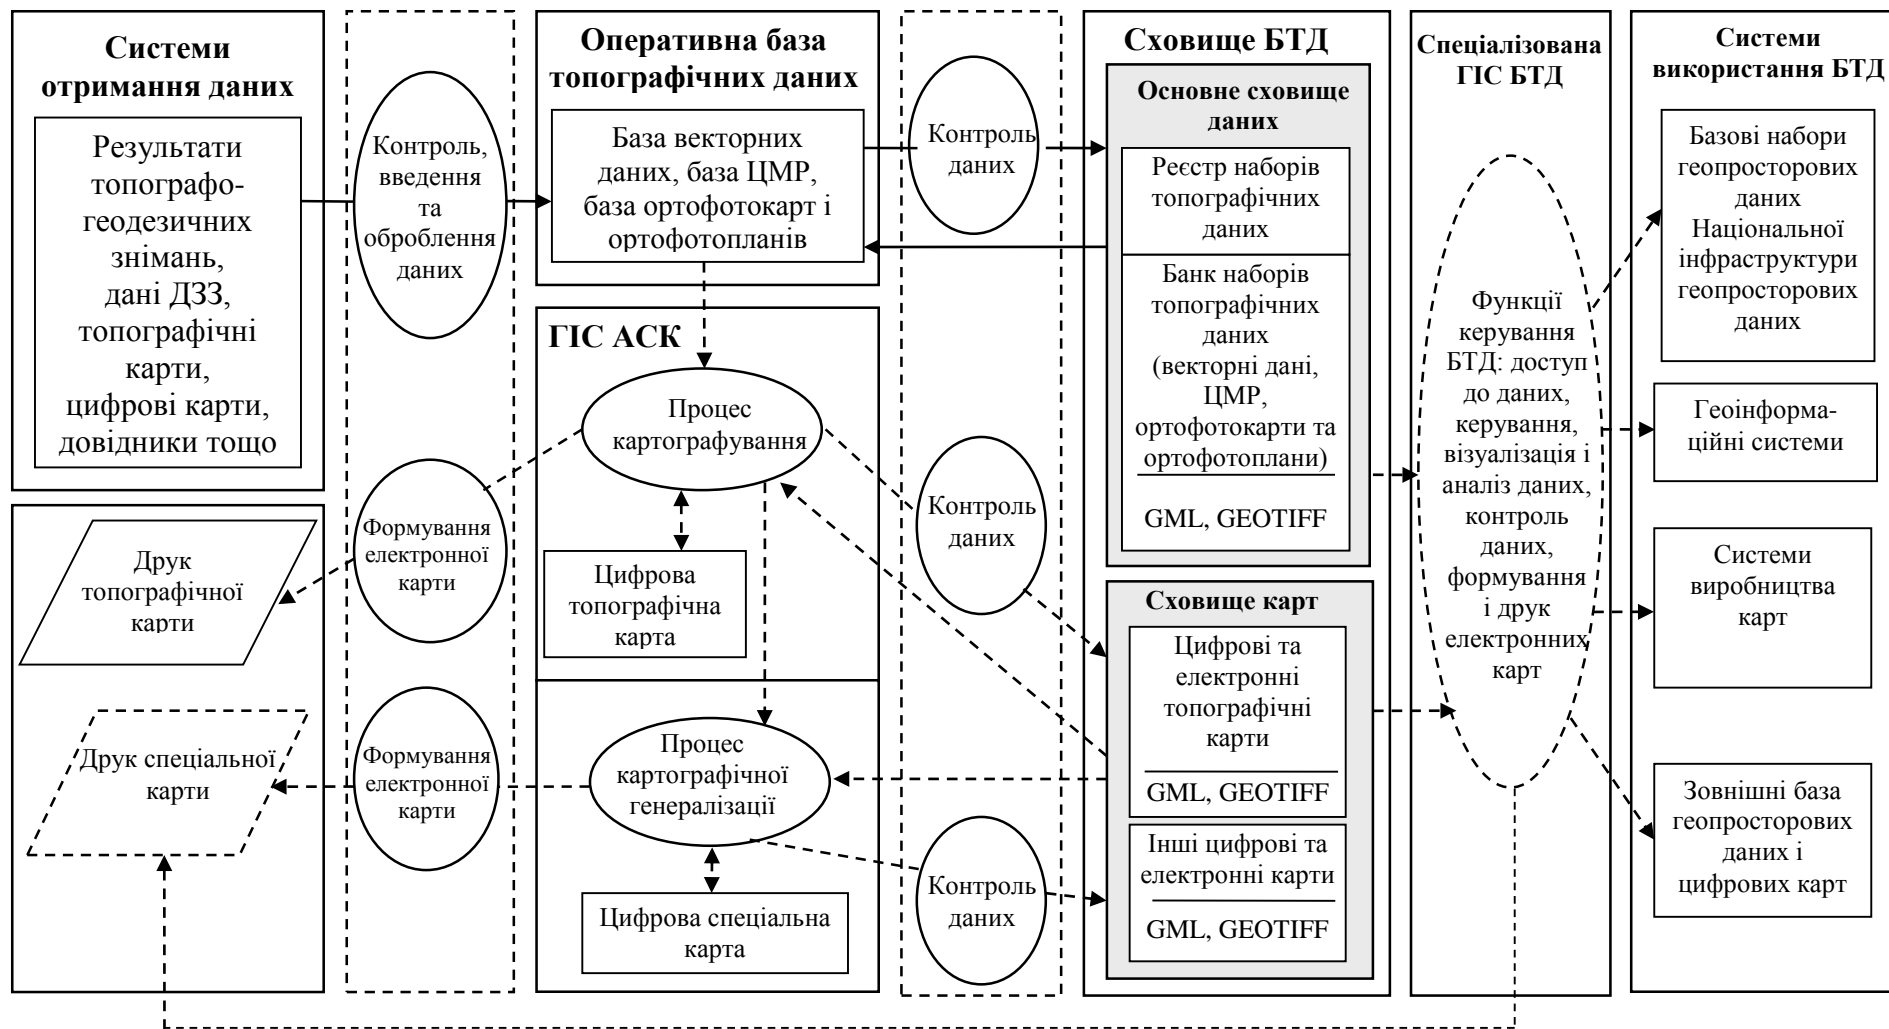 Системи
отримання даних
Результати
топографо-
геодезичних
знімань,
дані ДЗЗ,
топографічні
карти,
цифрові карти,
довідники тощо
Друк
топографічної
карти
Друк спеціальної
карти
Контроль,
введення
та
оброблення
даних
Формування
електронної
карти
Формування
електронної
карти
Оперативна база
топографічних даних
База векторних
даних, база ЦМР,
база ортофотокарт і
ортофотопланів
ГІС АСК
Процес
картографування
Цифрова
топографічна
карта
Процес
картографічної
генералізації
Цифрова спеціальна
карта
Контроль
даних
Контроль
даних
Контроль
даних
Сховище БТД
Основне сховище
даних
Реєстр наборів
топографічних
даних
Банк наборів
топографічних
даних
(векторні дані,
ЦМР,
ортофотокарти та
ортофотоплани)
GML, GEOTIFF
Сховище карт
Цифрові та
електронні
топографічні
карти
GML, GEOTIFF
Інші цифрові та
електронні карти
GML, GEOTIFF
Спеціалізована
ГІС БТД
Функції
керування
БТД: доступ
до даних,
керування,
візуалізація і
аналіз даних,
контроль
даних,
формування
і друк
електронних
карт
Системи
використання БТД
Базові набори
геопросторових
даних
Національної
інфраструктури
геопросторових
даних
Геоінформа-
ційні системи
Системи
виробництва
карт
Зовнішні база
геопросторових
даних і
цифрових карт